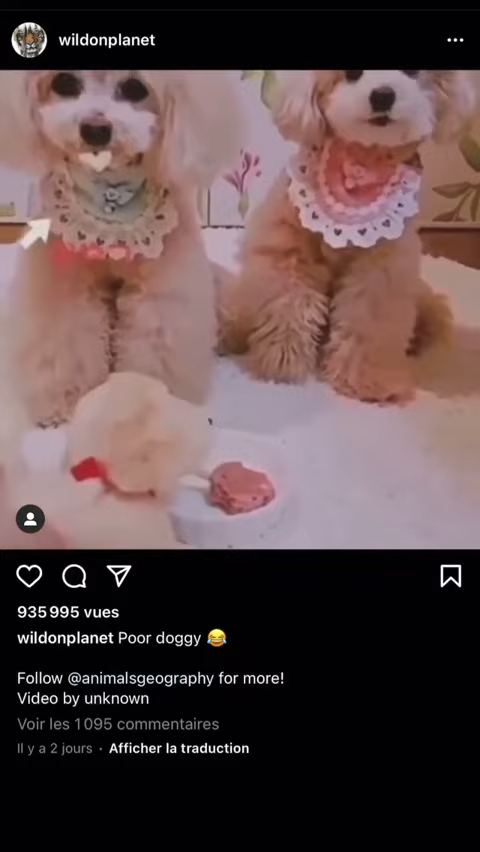 wildonplanet
935 995 vues
wildonplanet Poor doggy 😂
Follow @animalsgeography for more!
Video by unknown
Voir les 1 095 commentaires
Il y a 2 jours · Afficher la traduction